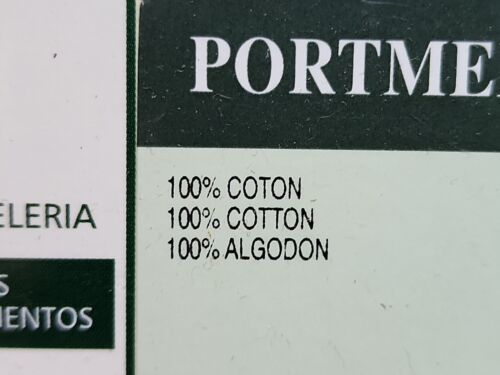 PORTME
100% COTON
100% COTTON
100% ALGODON
ELERIA
S
IENTOS